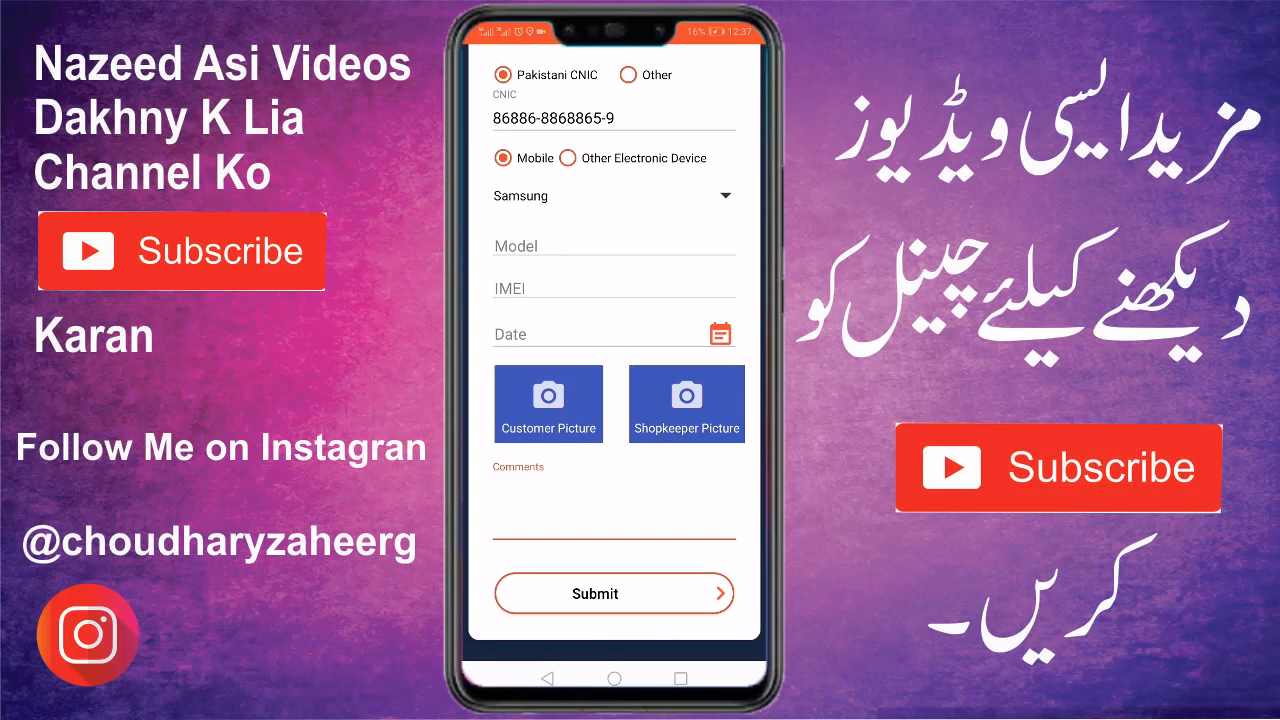 Nazeed Asi Videos
Dakhny K Lia
Channel Ko
Subscribe
Karan
Follow Me on Instagran
@choudharyzaheerg
16% 12:37
Pakistani CNIC Other
CNIC
86886-8868865-9
Mobile Other Electronic Device
Samsung
Model
IMEI
Date
Customer Picture Shopkeeper Picture
Comments
Submit
مزید ایسی ویڈیوز
دیکھنے کیلئے چینل کو
Subscribe
کریں۔